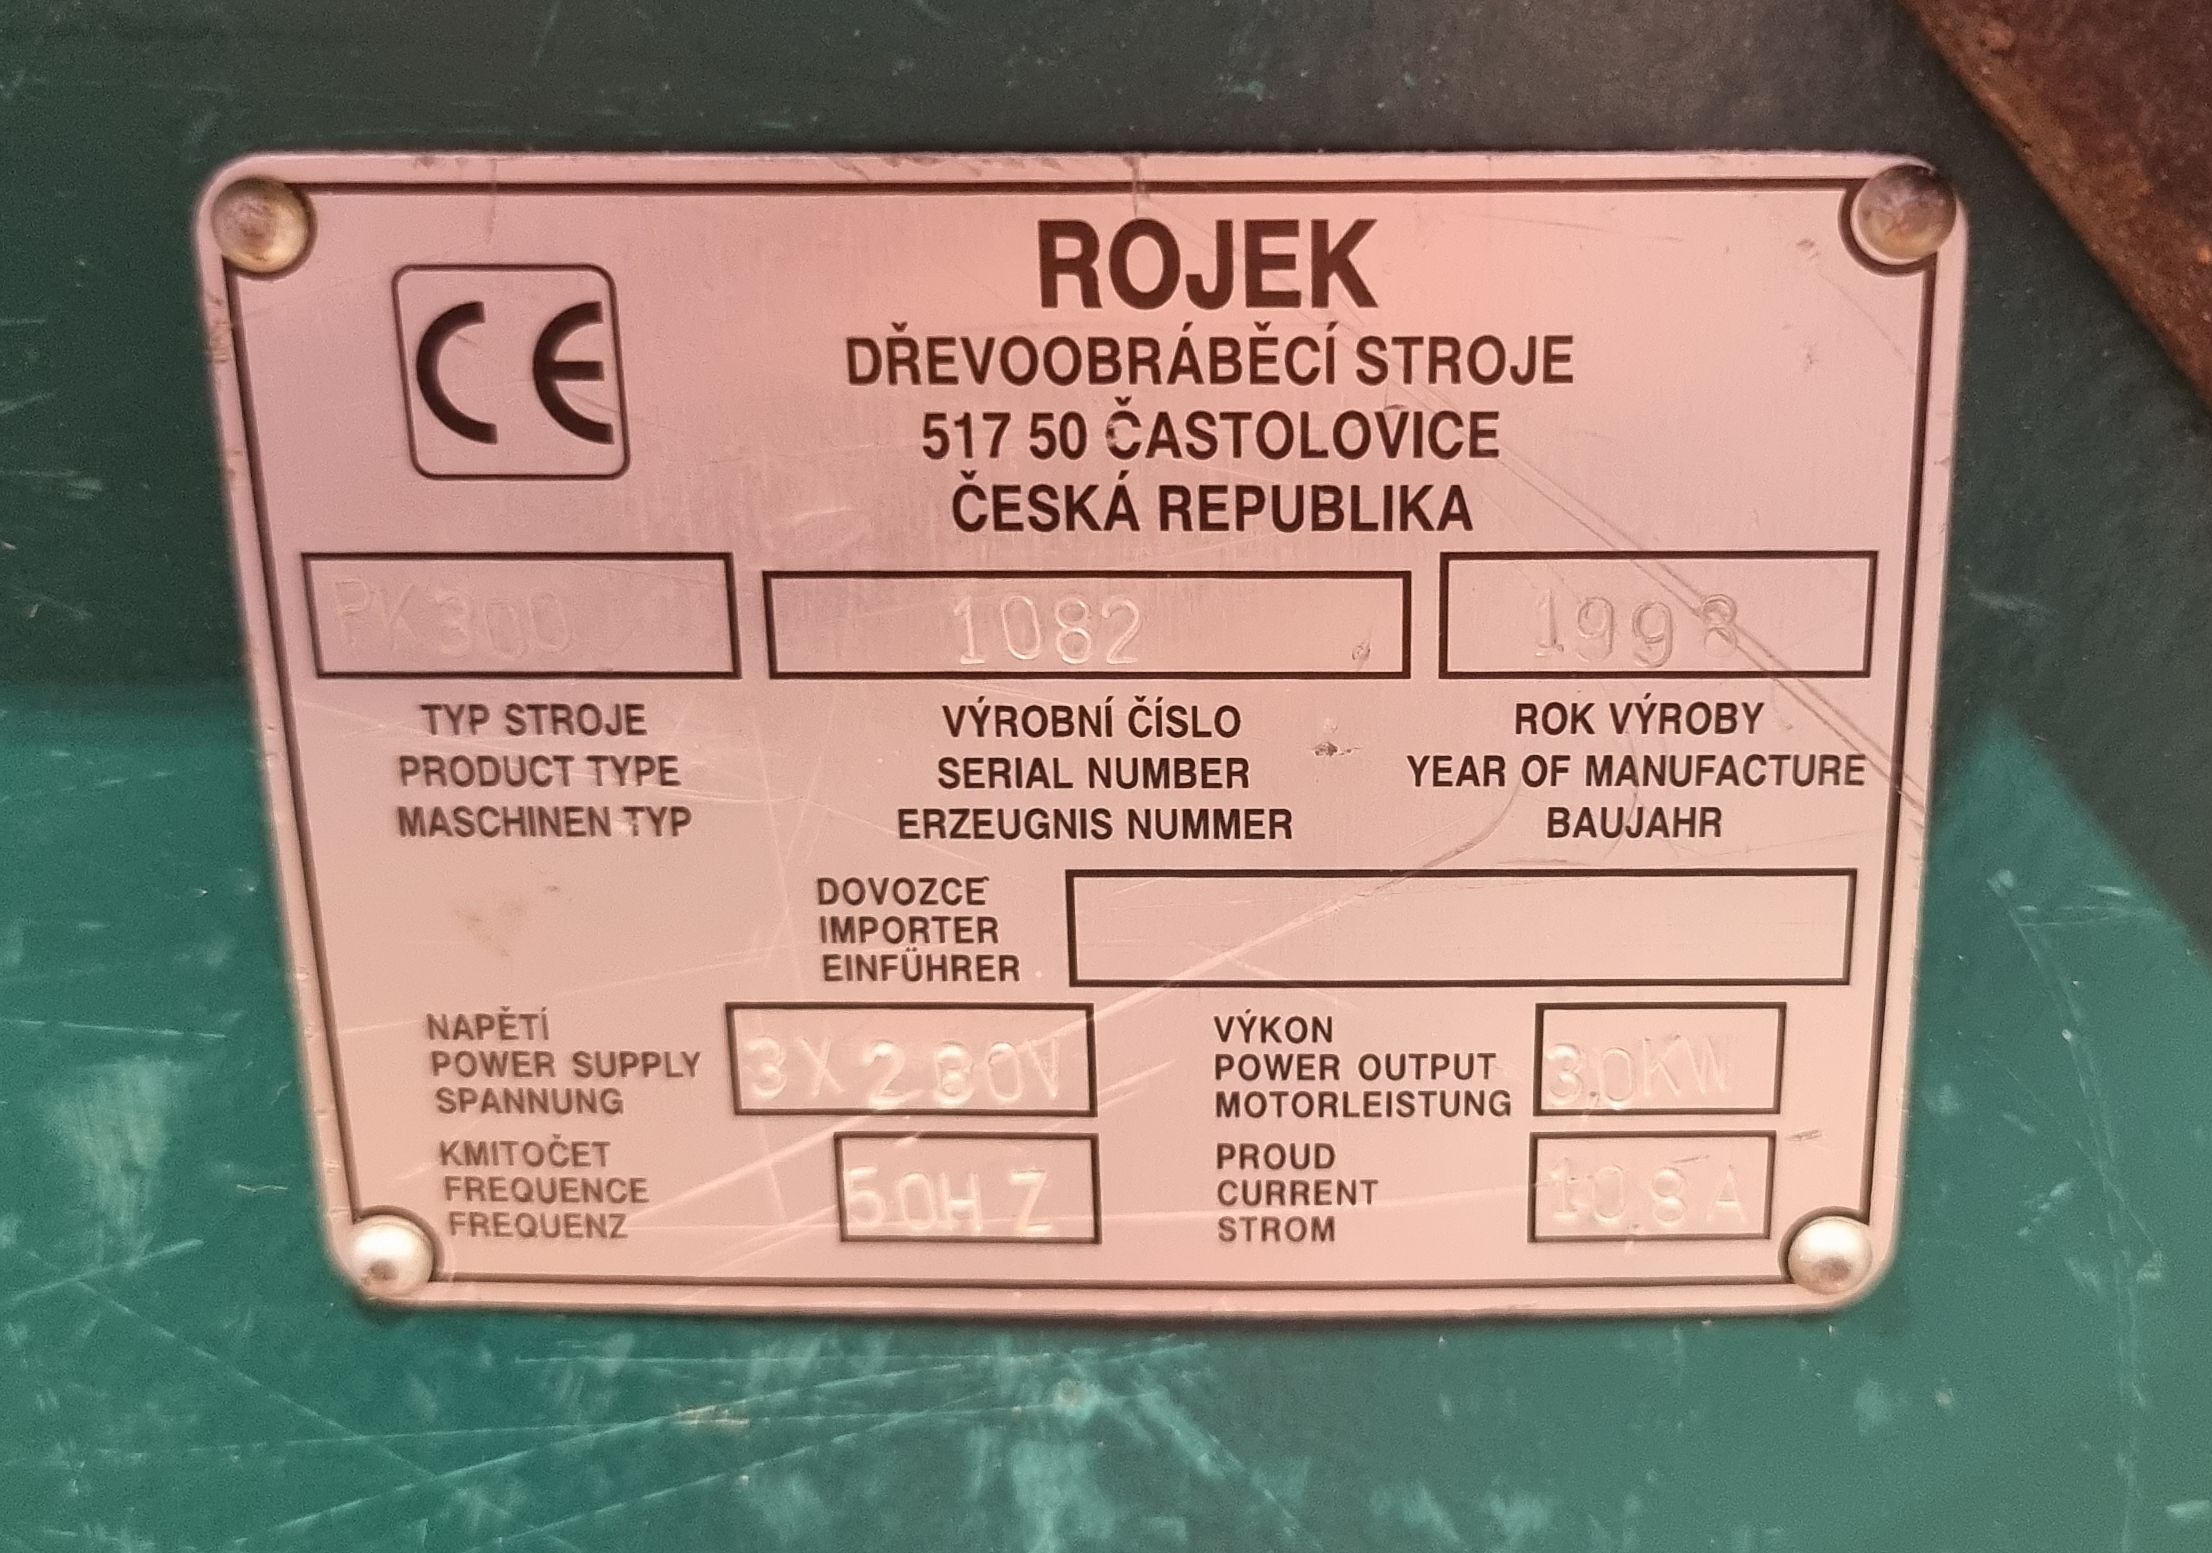 CE
ROJEK
DŘEVOOBRÁBĚCÍ STROJE
517 50 ČASTOLOVICE
ČESKÁ REPUBLIKA
PK300
1082
1998
TYP STROJE
PRODUCT TYPE
MASCHINEN TYP
VÝROBNÍ ČÍSLO
SERIAL NUMBER
ERZEUGNIS NUMMER
ROK VÝROBY
YEAR OF MANUFACTURE
BAUJAHR
DOVOZCE
IMPORTER
EINFÜHRER
NAPĚTÍ
POWER SUPPLY
SPANNUNG
3X230V
VÝKON
POWER OUTPUT
MOTORLEISTUNG
3,0KW
KMITOČET
FREQUENCE
FREQUENZ
50HZ
PROUD
CURRENT
STROM
10,8A